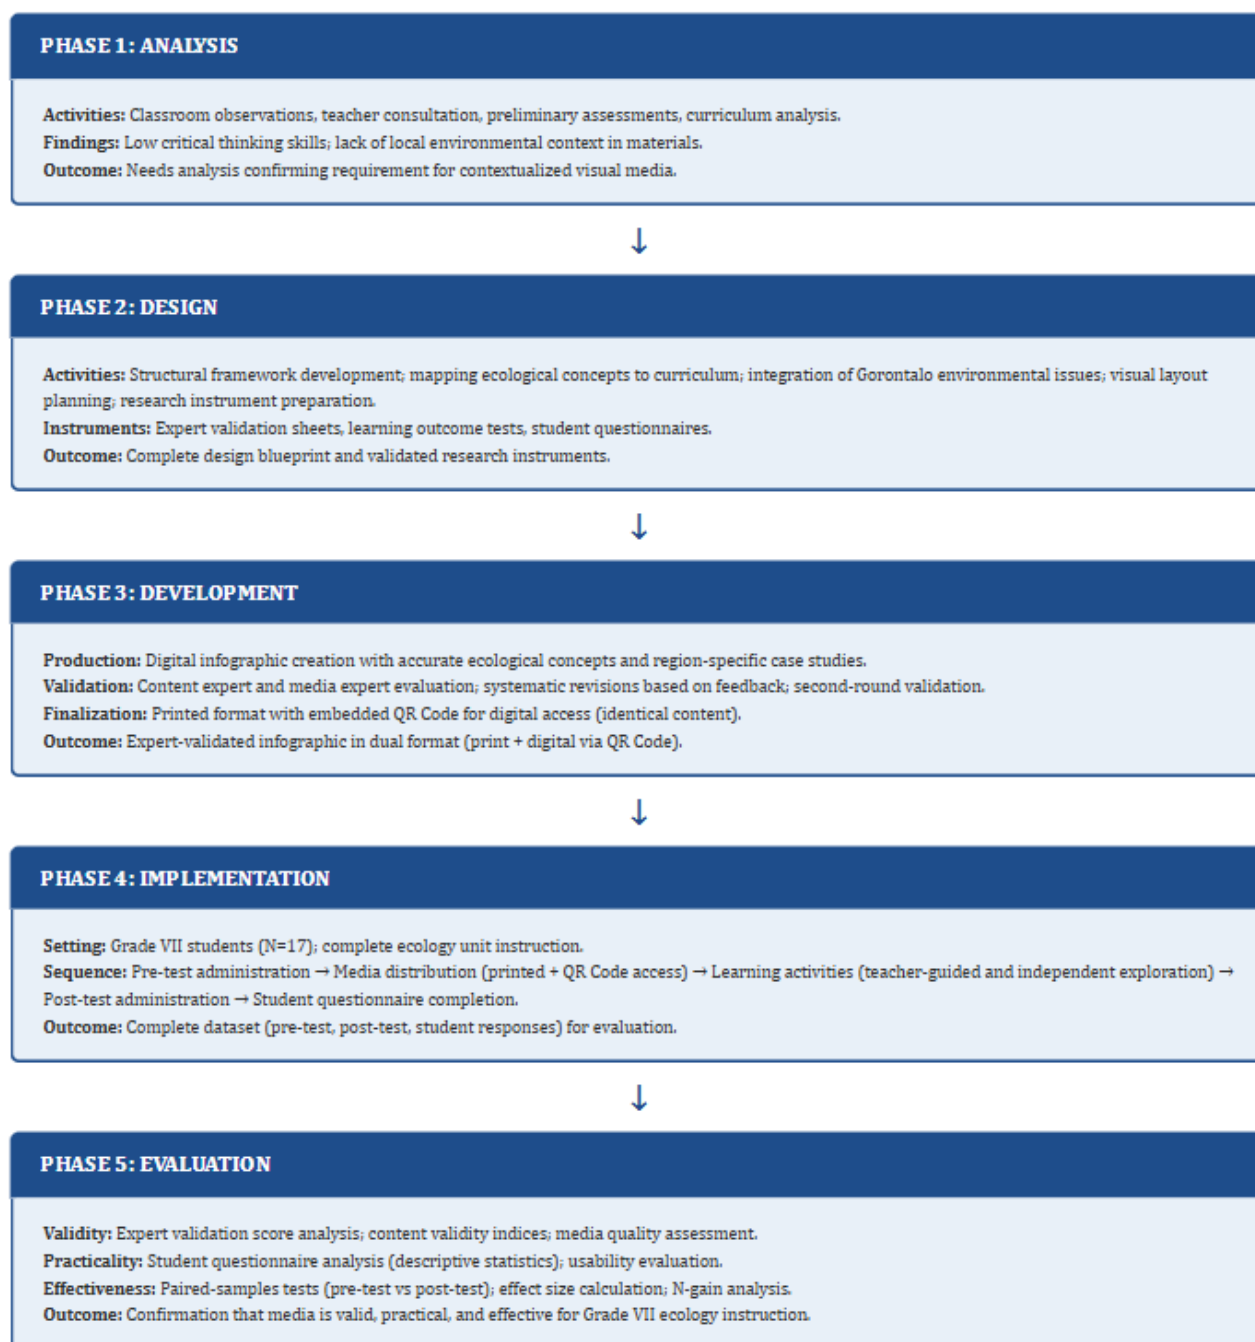 PHASE 1: ANALYSIS
Activities: Classroom observations, teacher consultation, preliminary assessments, curriculum analysis.
Findings: Low critical thinking skills; lack of local environmental context in materials.
Outcome: Needs analysis confirming requirement for contextualized visual media.
↓
PHASE 2: DESIGN
Activities: Structural framework development; mapping ecological concepts to curriculum; integration of Gorontalo environmental issues; visual layout
planning; research instrument preparation.
Instruments: Expert validation sheets, learning outcome tests, student questionnaires.
Outcome: Complete design blueprint and validated research instruments.
↓
PHASE 3: DEVELOPMENT
Production: Digital infographic creation with accurate ecological concepts and region-specific case studies.
Validation: Content expert and media expert evaluation; systematic revisions based on feedback; second-round validation.
Finalization: Printed format with embedded QR Code for digital access (identical content).
Outcome: Expert-validated infographic in dual format (print + digital via QR Code).
↓
PHASE 4: IMPLEMENTATION
Setting: Grade VII students (N=17); complete ecology unit instruction.
Sequence: Pre-test administration → Media distribution (printed + QR Code access) → Learning activities (teacher-guided and independent exploration) →
Post-test administration → Student questionnaire completion.
Outcome: Complete dataset (pre-test, post-test, student responses) for evaluation.
↓
PHASE 5: EVALUATION
Validity: Expert validation score analysis; content validity indices; media quality assessment.
Practicality: Student questionnaire analysis (descriptive statistics); usability evaluation.
Effectiveness: Paired-samples tests (pre-test vs post-test); effect size calculation; N-gain analysis.
Outcome: Confirmation that media is valid, practical, and effective for Grade VII ecology instruction.